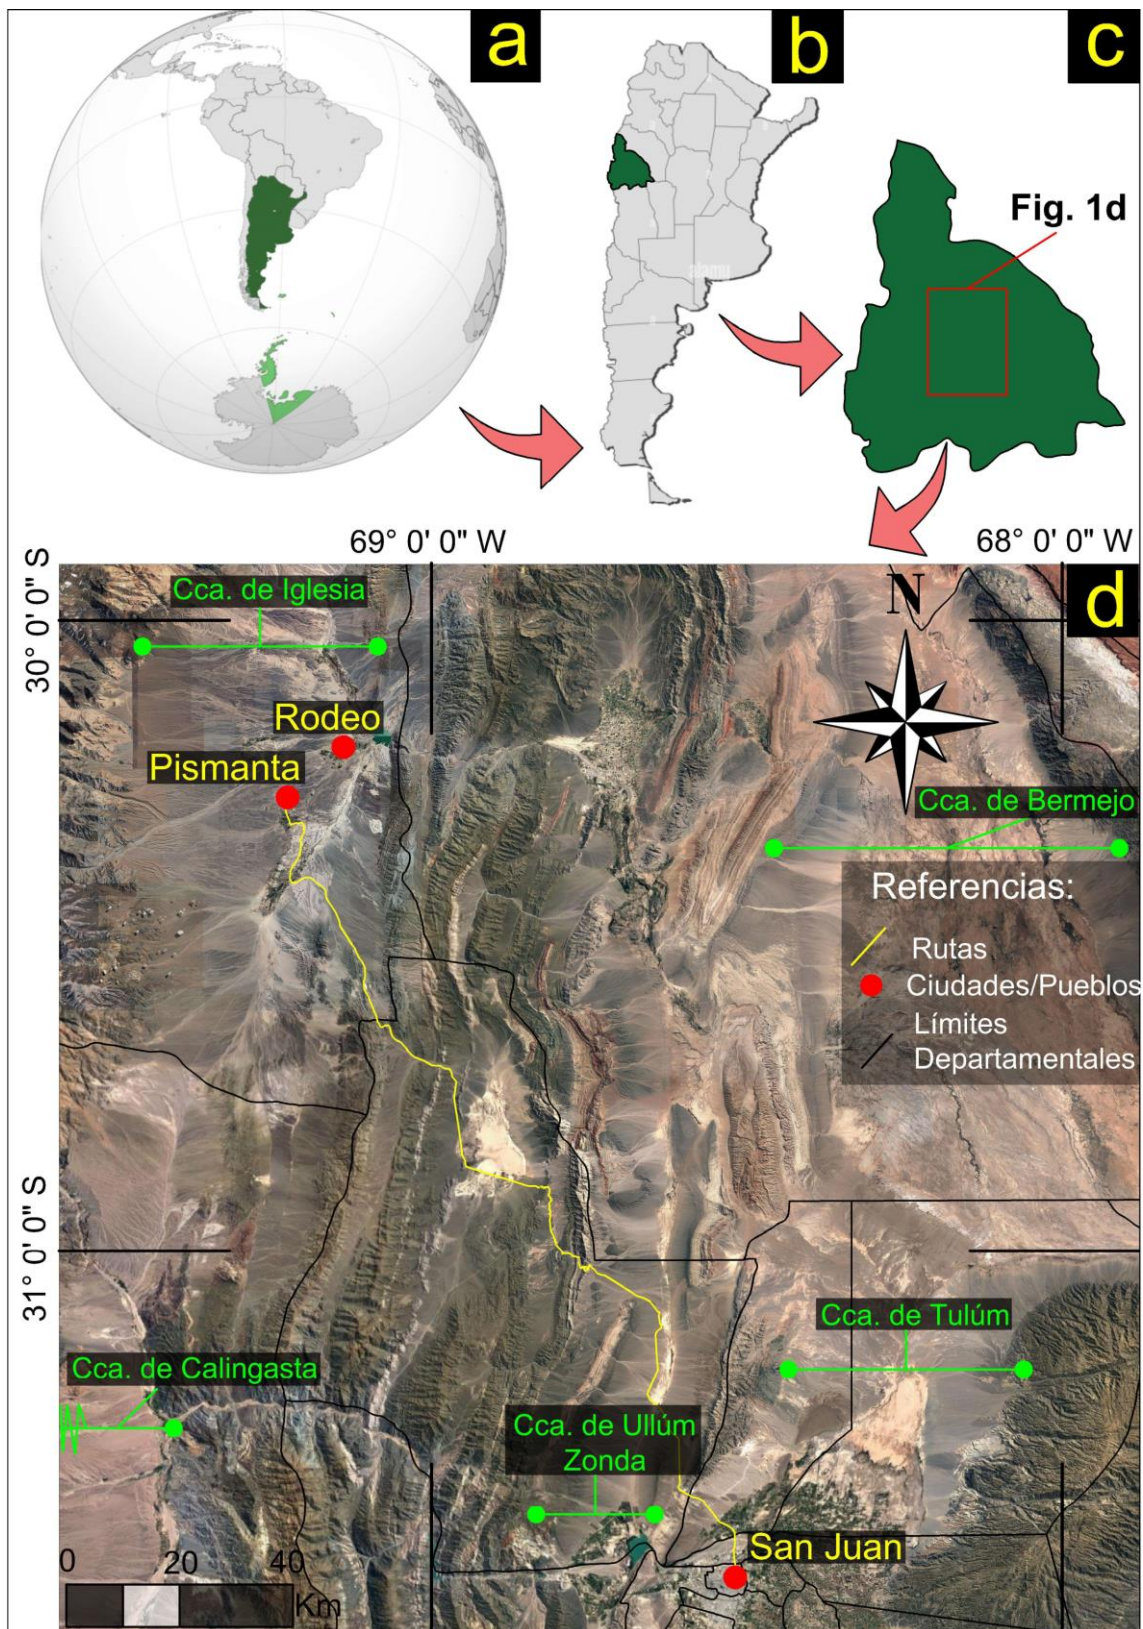 a
b
c
Fig. 1d
69° 0' 0" W
68° 0' 0" W
30° 0' 0" S
d
Cca. de Iglesia
N
Rodeo
Pismanta
Cca. de Bermejo
Referencias:
Rutas
Ciudades/Pueblos
Límites
Departamentales
31° 0' 0" S
Cca. de Tulúm
Cca. de Calingasta
Cca. de Ullúm
Zonda
San Juan
0 20 40
Km